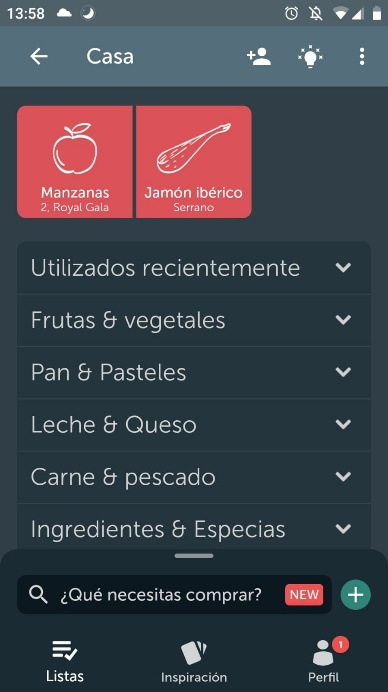 13:58
Casa
Manzanas
2, Royal Gala
Jamón ibérico
Serrano
Utilizados recientemente
Frutas & vegetales
Pan & Pasteles
Leche & Queso
Carne & pescado
Ingredientes & Especias
¿Qué necesitas comprar? NEW
Listas
Inspiración
1
Perfil